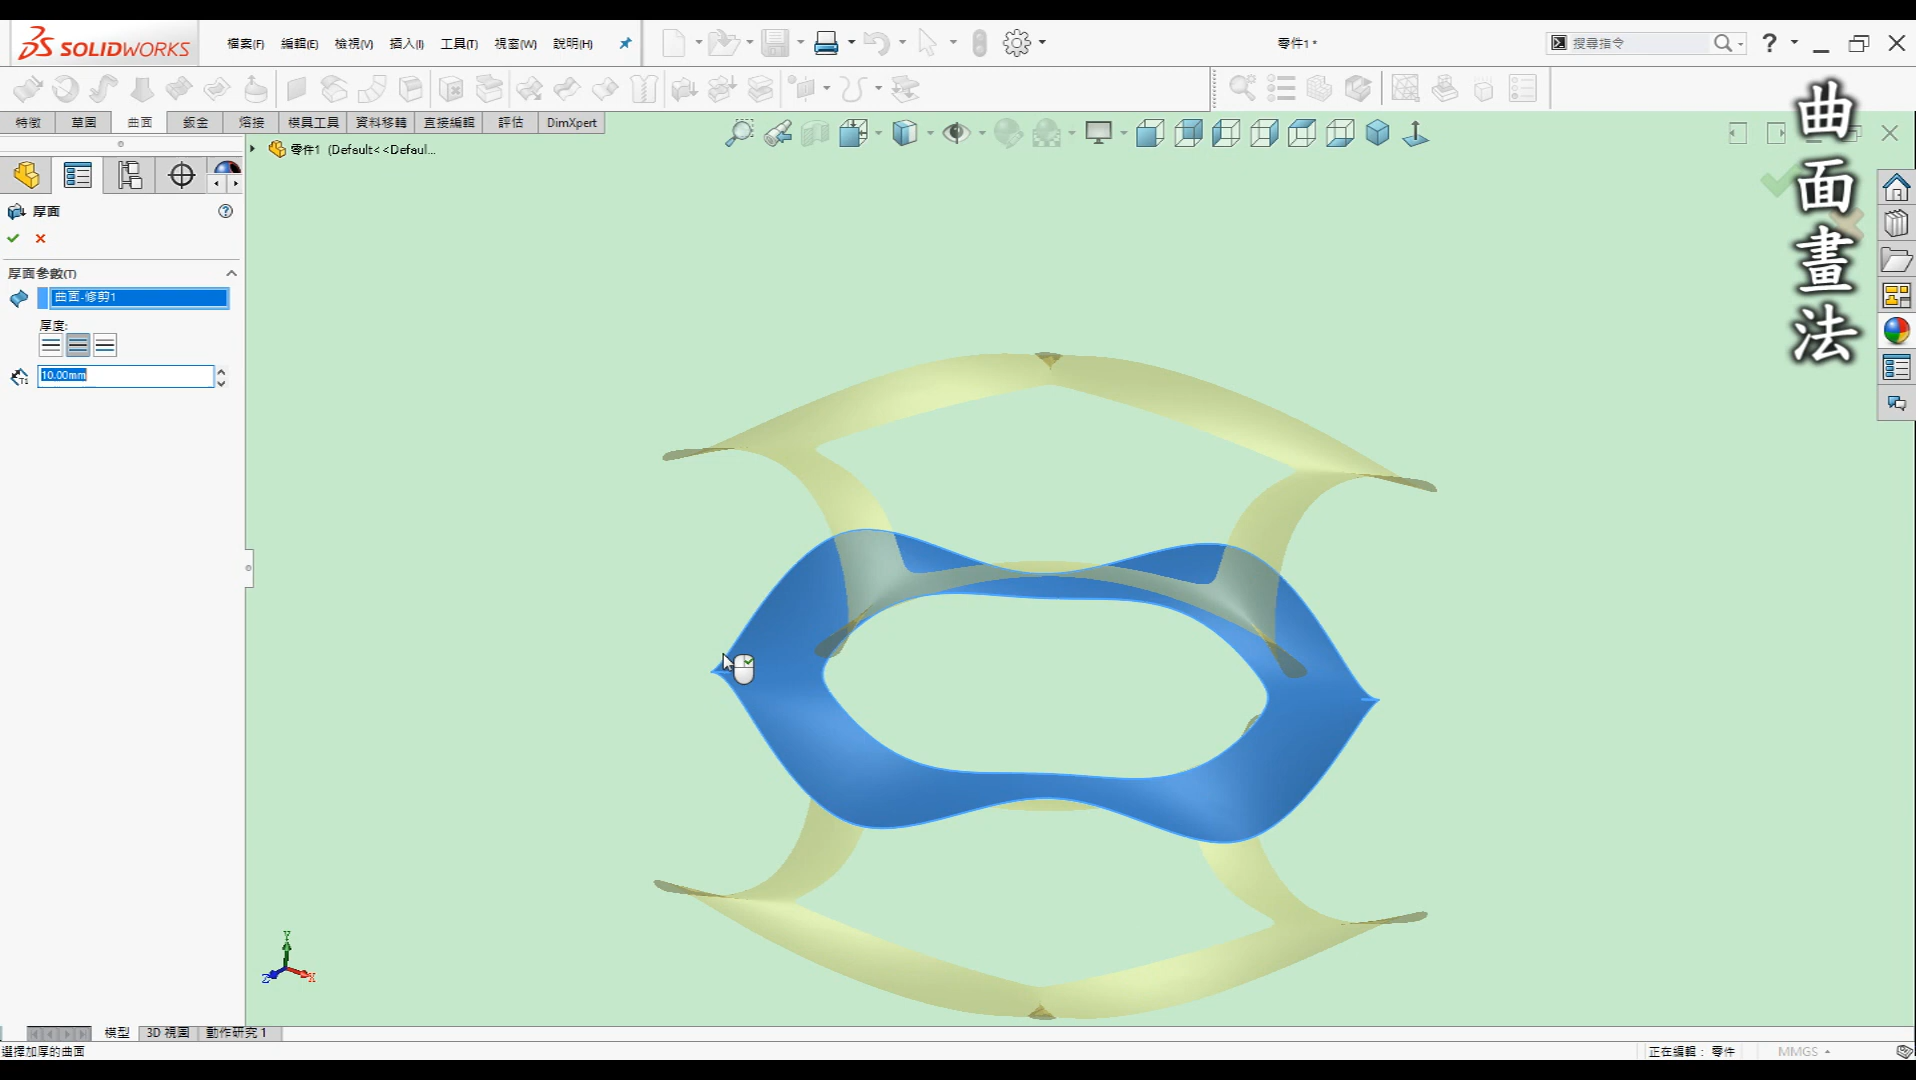 SOLIDWORKS
檔案(F) 編輯(E) 檢視(V) 插入(I) 工具(T) 視窗(W) 說明(H)
零件1 *
搜尋指令
特徵 草圖 曲面 鈑金 熔接 模具工具 資料移轉 直接編輯 評估 DimXpert
零件1 (Default<<Defaul...
厚面
厚面參數(T)
曲面-修剪1
厚度:
T1
10.00mm
曲面畫法
Y
Z
X
模型 3D 視圖 動作研究 1
選擇加厚的曲面
正在編輯： 零件
MMGS